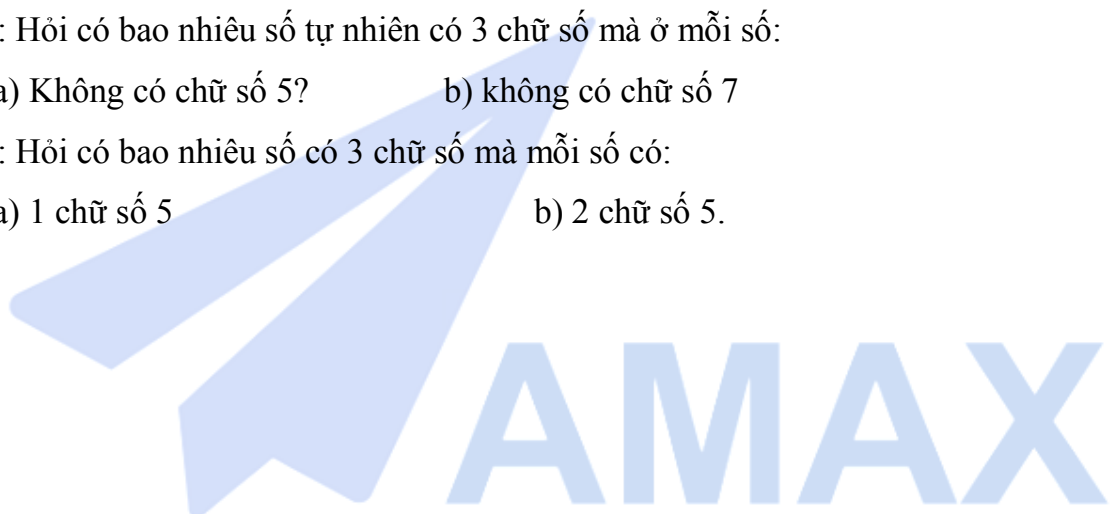 : Hỏi có bao nhiêu số tự nhiên có 3 chữ số mà ở mỗi số:
a) Không có chữ số 5? b) không có chữ số 7
: Hỏi có bao nhiêu số có 3 chữ số mà mỗi số có:
a) 1 chữ số 5 b) 2 chữ số 5.
AMAX